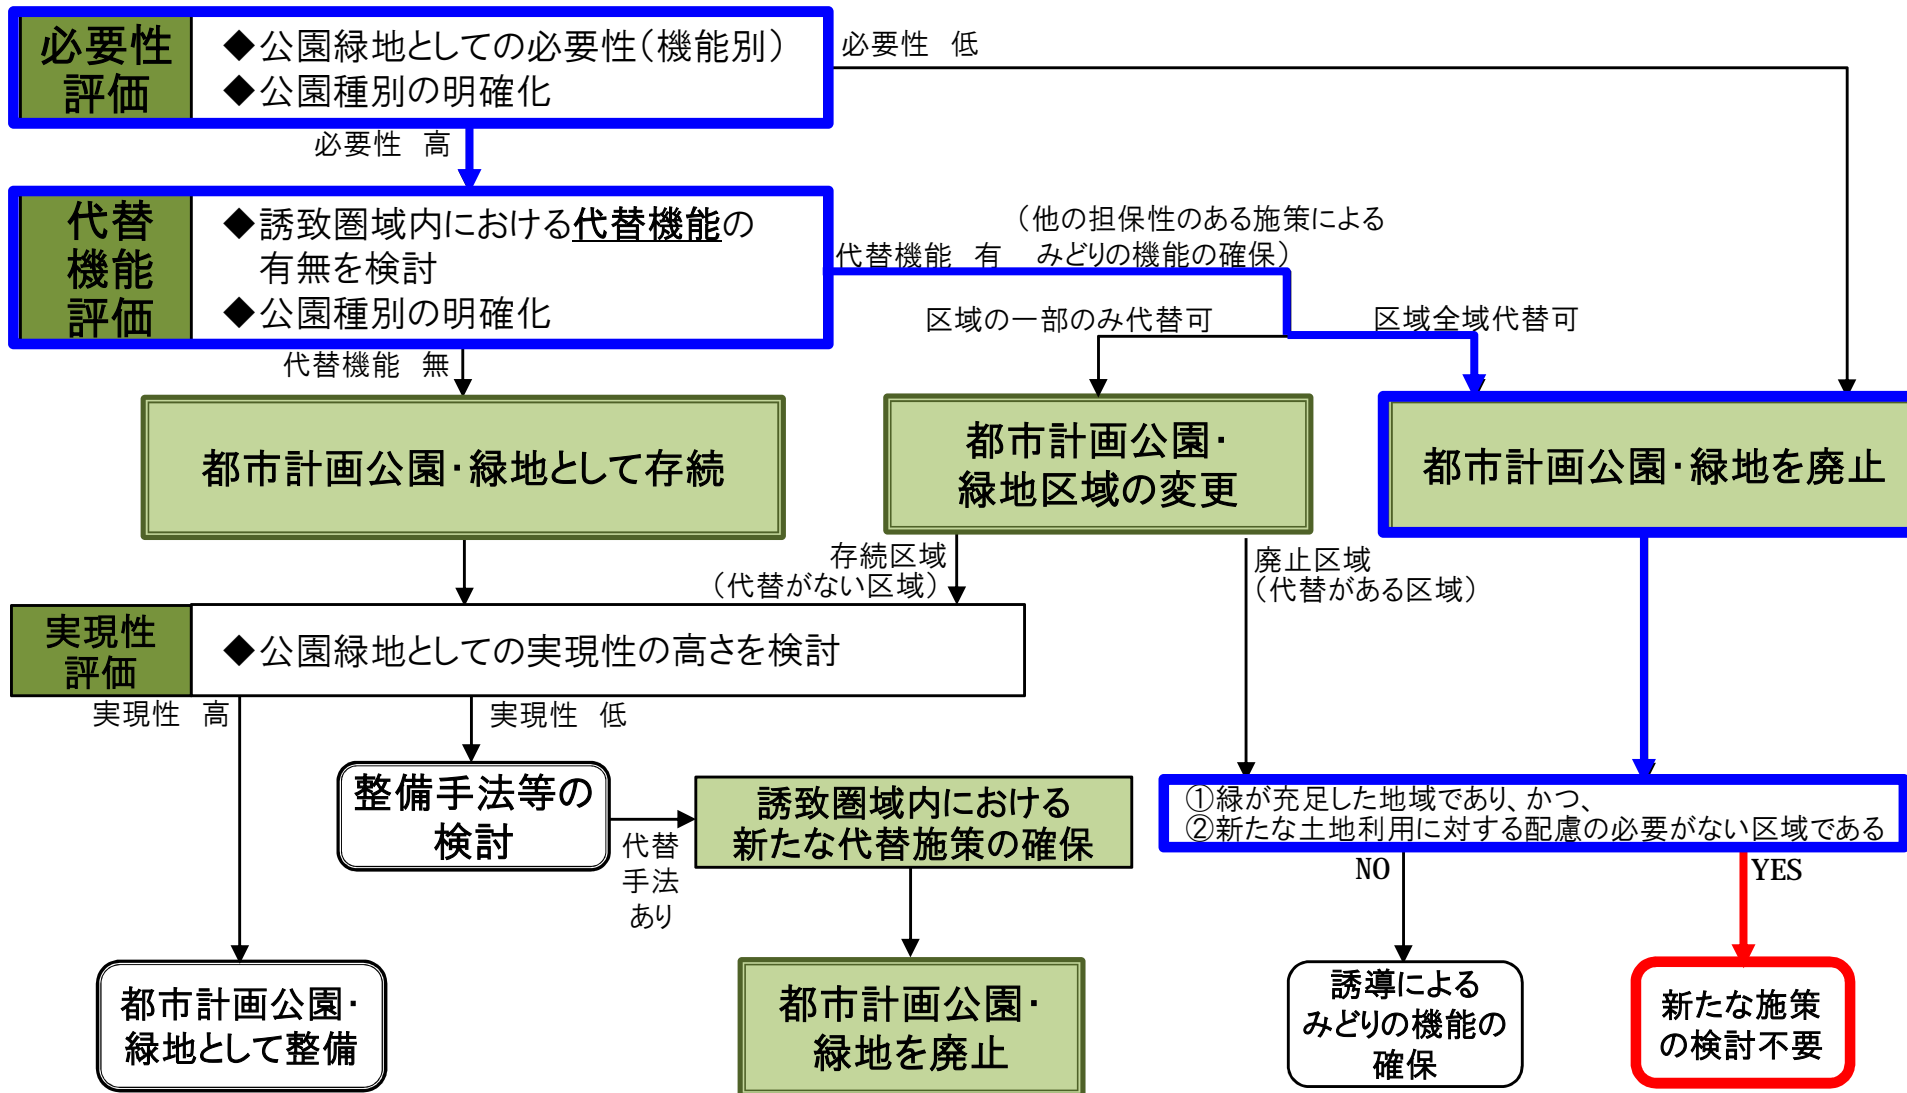 必要性
評価
◆公園緑地としての必要性（機能別）
◆公園種別の明確化
必要性　低
必要性　高
代替
機能
評価
◆誘致圏域内における代替機能の
有無を検討
◆公園種別の明確化
代替機能　有
（他の担保性のある施策による
みどりの機能の確保）
区域の一部のみ代替可
区域全域代替可
代替機能　無
都市計画公園・緑地として存続
都市計画公園・
緑地区域の変更
都市計画公園・緑地を廃止
存続区域
（代替がない区域）
廃止区域
（代替がある区域）
実現性
評価
◆公園緑地としての実現性の高さを検討
実現性　高
実現性　低
整備手法等の
検討
代替
手法
あり
誘致圏域内における
新たな代替施策の確保
①緑が充足した地域であり、かつ、
②新たな土地利用に対する配慮の必要がない区域である
NO
YES
都市計画公園・
緑地として整備
都市計画公園・
緑地を廃止
誘導による
みどりの機能の
確保
新たな施策
の検討不要